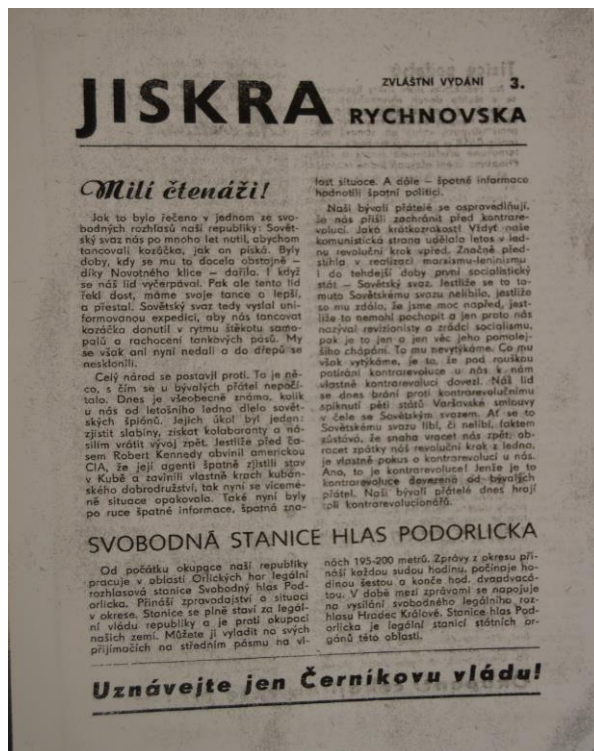 ZVLÁŠTNÍ VYDÁNÍ 3.
JISKRA RYCHNOVSKA
Milí čtenáři!
Jak to bylo řečeno v jednom ze svo-
bodných rozhlasů naší republiky: Sovět-
ský svaz nás po mnoho let nutil, abychom
tancovali kozáčka, jak on píská. Byly
doby, kdy se mu to docela obstojně –
díky Novotného klice – dařilo. I když
se náš lid vyčerpával. Pak ale tento lid
řekl dost, máme svoje tance a lepší,
a přestal. Sovětský svaz tedy vyslal uni-
formovanou expedici, aby nás tancovat
kozáčka donutil v rytmu štěkotu samo-
palů a rachocení tankových pásů. My
se však ani nyní nedali a do dřepů se
nesklonili.
Celý národ se postavil proti. To je ně-
co, s čím se u bývalých přátel nepočí-
talo. Dnes je všeobecně známo, kolik
u nás od letošního ledna dlelo sovět-
ských špiónů. Jejich úkol byl jeden:
zjistit slabiny, získat kolaboranty a ná-
silím vrátit vývoj zpět. Jestliže před ča-
sem Robert Kennedy obvinil americkou
CIA, že její agenti špatně zjistili stav
v Kubě a zavinili vlastně krach kubán-
ského dobrodružství, tak nyní se víceme-
ně situace opakovala. Také nyní byly
po ruce špatné informace, špatná zna-
lost situace. A dále – špatné informace
hodnotili špatní politici.
Naši bývalí přátelé se ospravedlňují,
že nás přišli zachránit před kontrare-
volucí. Jaká krátkozrakost! Vždyť naše
komunistická strana udělala letos v led-
nu revoluční krok vpřed. Značně před-
stihla v realizaci marxismu-leninismu
i do tehdejší doby první socialistický
stát – Sovětský svaz. Jestliže se to to-
muto Sovětskému svazu nelíbilo, jestliže
se mu zdálo, že jsme moc napřed, jest-
liže to nemohl pochopit a jen proto nás
nazýval revizionisty a zrádci socialismu,
pak je to jen a jen věc jeho pomalej-
šího chápání. To mu nevytýkáme. Co mu
však vytýkáme, je to, že pod rouškou
potírání kontrarevoluce u nás k nám
vlastně kontrarevoluci dovezl. Náš lid
se dnes brání proti kontrarevolučnímu
spiknutí pěti států Varšavské smlouvy
v čele se Sovětským svazem. Ať se to
Sovětskému svazu líbí, či nelíbí, faktem
zůstává, že snaha vracet nás zpět, ob-
racet zpátky náš revoluční krok z ledna,
je vlastně pokus o kontrarevoluci u nás.
Ano, to je kontrarevoluce! Jenže je to
kontrarevoluce dovezená od bývalých
přátel. Naši bývalí přátelé dnes hrají
roli kontrarevolucionářů.
SVOBODNÁ STANICE HLAS PODORLICKA
Od počátku okupace naší republiky
pracuje v oblasti Orlických hor legální
rozhlasová stanice Svobodný hlas Pod-
orlicka. Přináší zpravodajství o situaci
v okrese. Stanice se plně staví za legál-
ní vládu republiky a je proti okupaci
našich zemí. Můžete ji vyladit na svých
přijímačích na středním pásmu na vl-
nách 195-200 metrů. Zprávy z okresu při-
náší každou sudou hodinu, počínaje ho-
dinou šestou a konče hod. dvaadvacá-
tou. V době mezi zprávami se napojuje
na vysílání svobodného legálního roz-
hlasu Hradec Králové. Stanice hlas Pod-
orlicka je legální stanicí státních or-
gánů této oblasti.
Uznávejte jen Černíkovu vládu!